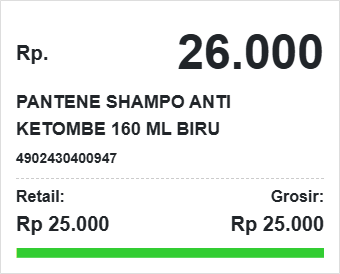 Rp. 26.000
PANTENE SHAMPO ANTI
KETOMBE 160 ML BIRU
4902430400947
Retail: Grosir:
Rp 25.000 Rp 25.000